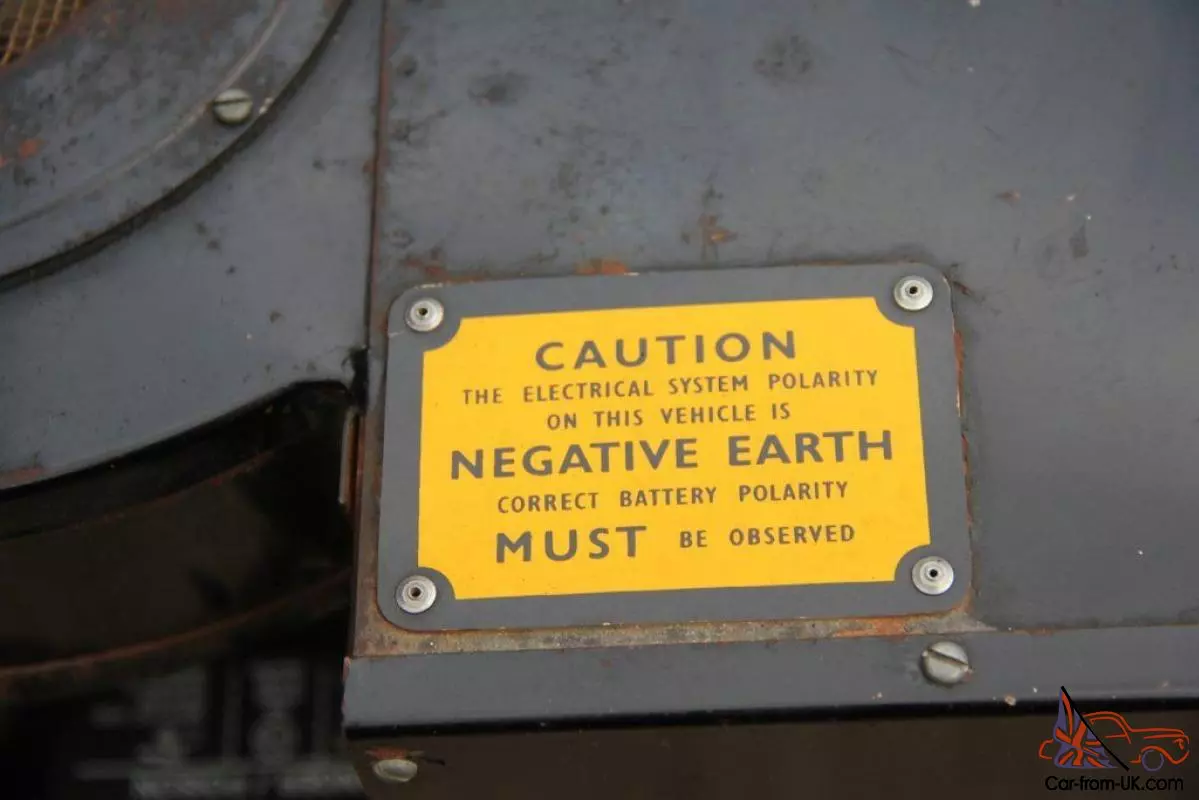 CAUTION
THE ELECTRICAL SYSTEM POLARITY
ON THIS VEHICLE IS
NEGATIVE EARTH
CORRECT BATTERY POLARITY
MUST BE OBSERVED
Car-from-UK.com